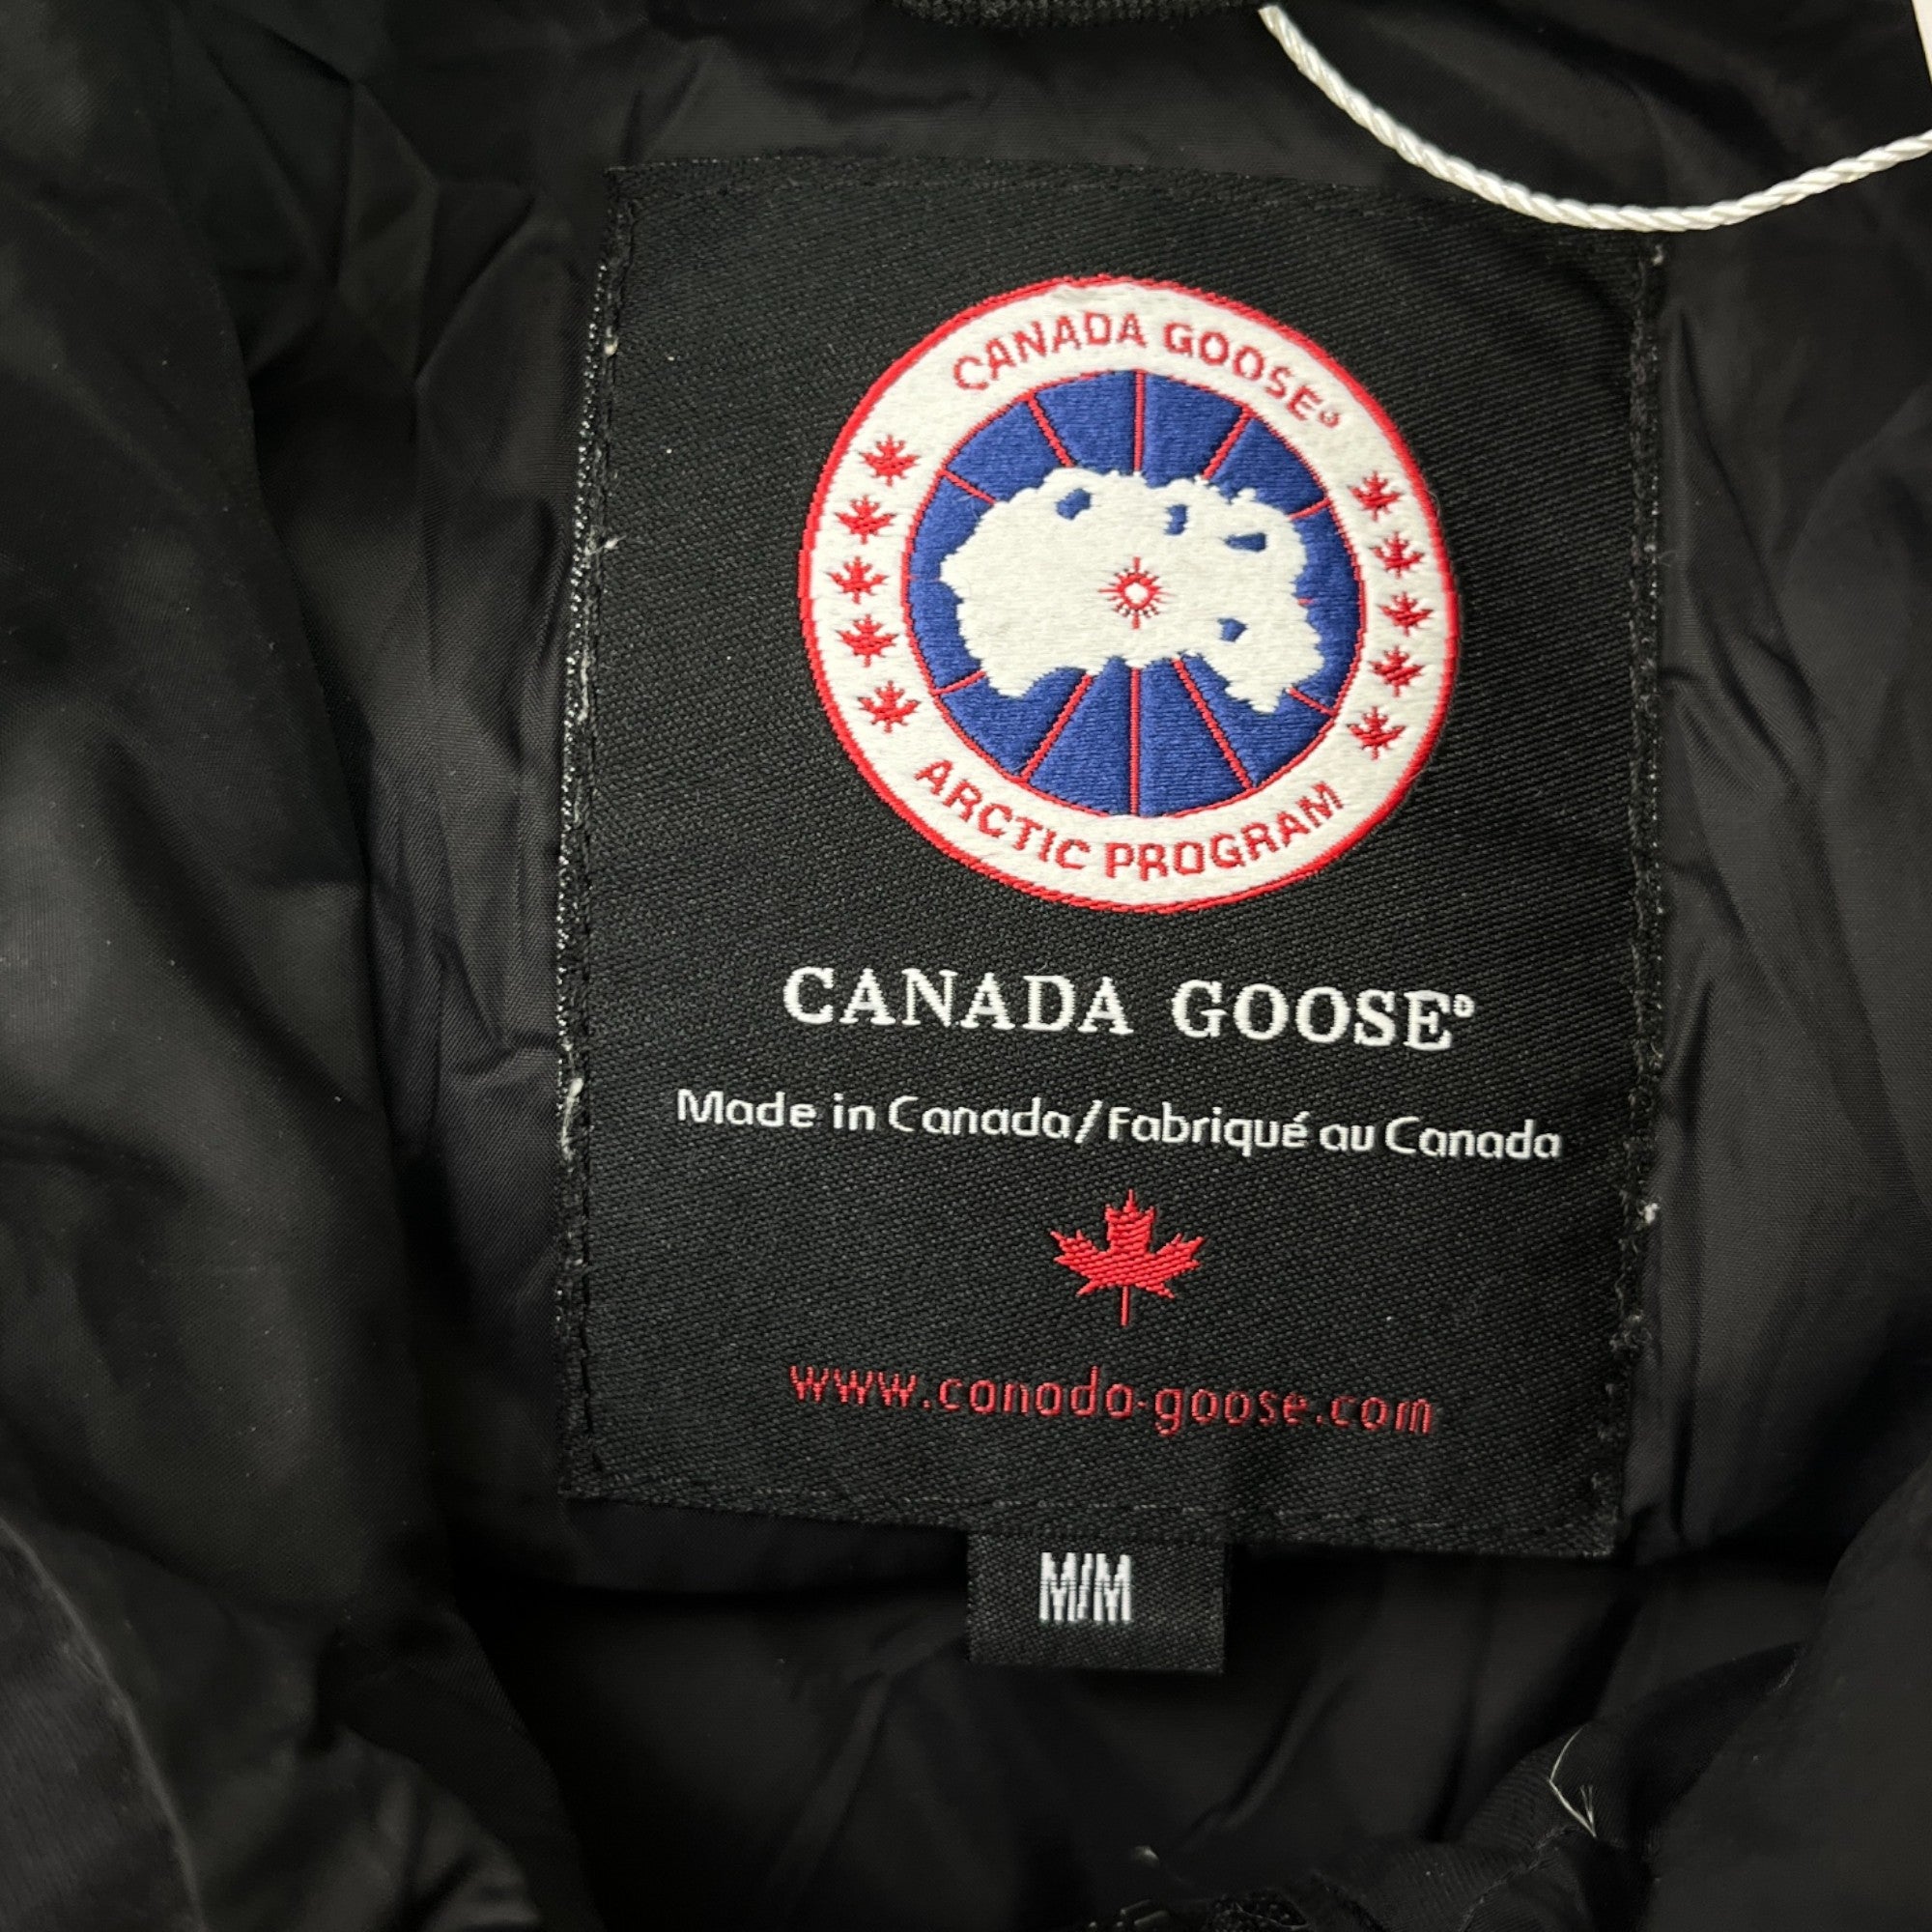 CANADA GOOSE®
ARCTIC PROGRAM
CANADA GOOSE®
Made in Canada/Fabriqué au Canada
www.canada-goose.com
M/M